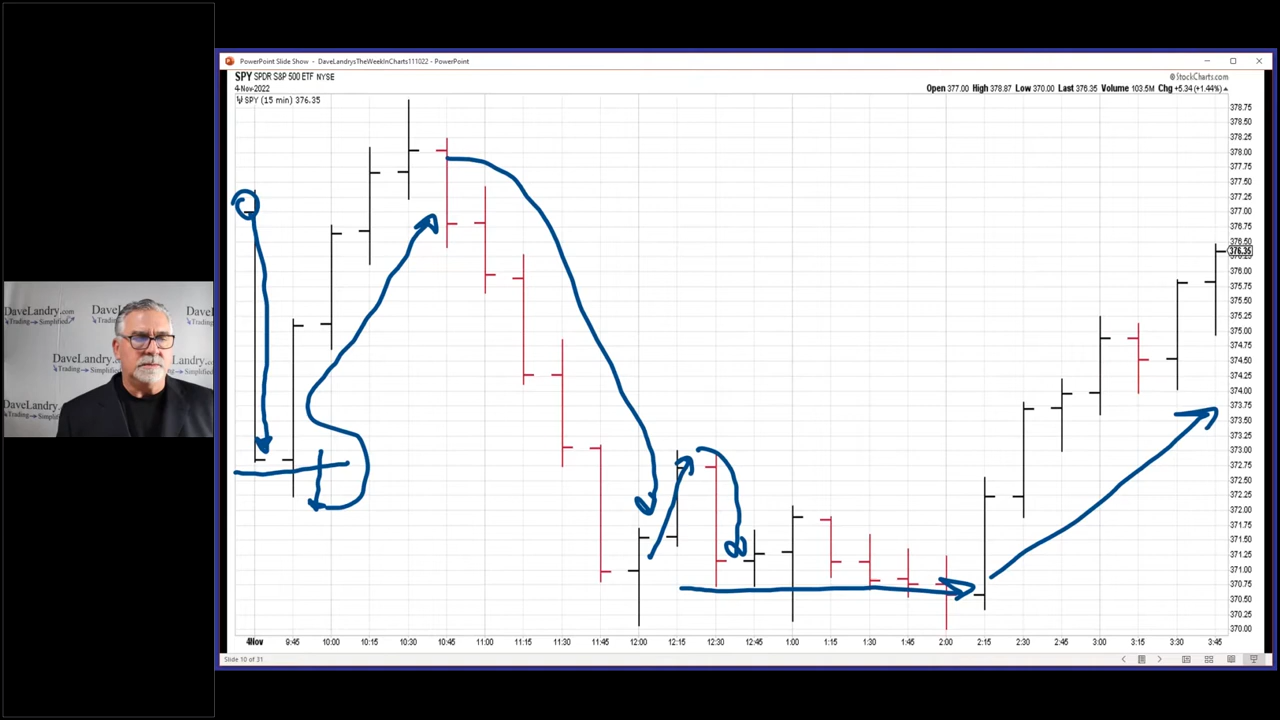 PowerPoint Slide Show - DaveLandrysTheWeekInCharts111022 - PowerPoint
SPY SPDR S&P 500 ETF NYSE
© StockCharts.com
4-Nov-2022
Open 377.00 High 378.87 Low 370.00 Last 376.35 Volume 103.5M Chg +5.34 (+1.44%)
SPY (15 min) 376.35
378.75
378.50
378.25
378.00
377.75
377.50
377.25
377.00
376.75
376.50
376.35
376.25
376.00
375.75
375.50
375.25
375.00
374.75
374.50
374.25
374.00
373.75
373.50
373.25
373.00
372.75
372.50
372.25
372.00
371.75
371.50
371.25
371.00
370.75
370.50
370.25
370.00
4Nov 9:45 10:00 10:15 10:30 10:45 11:00 11:15 11:30 11:45 12:00 12:15 12:30 12:45 1:00 1:15 1:30 1:45 2:00 2:15 2:30 2:45 3:00 3:15 3:30 3:45
Slide 10 of 31
DaveLandry.com
Trading Simplified
DaveLandry
DaveLandry.com
Trading Simplified